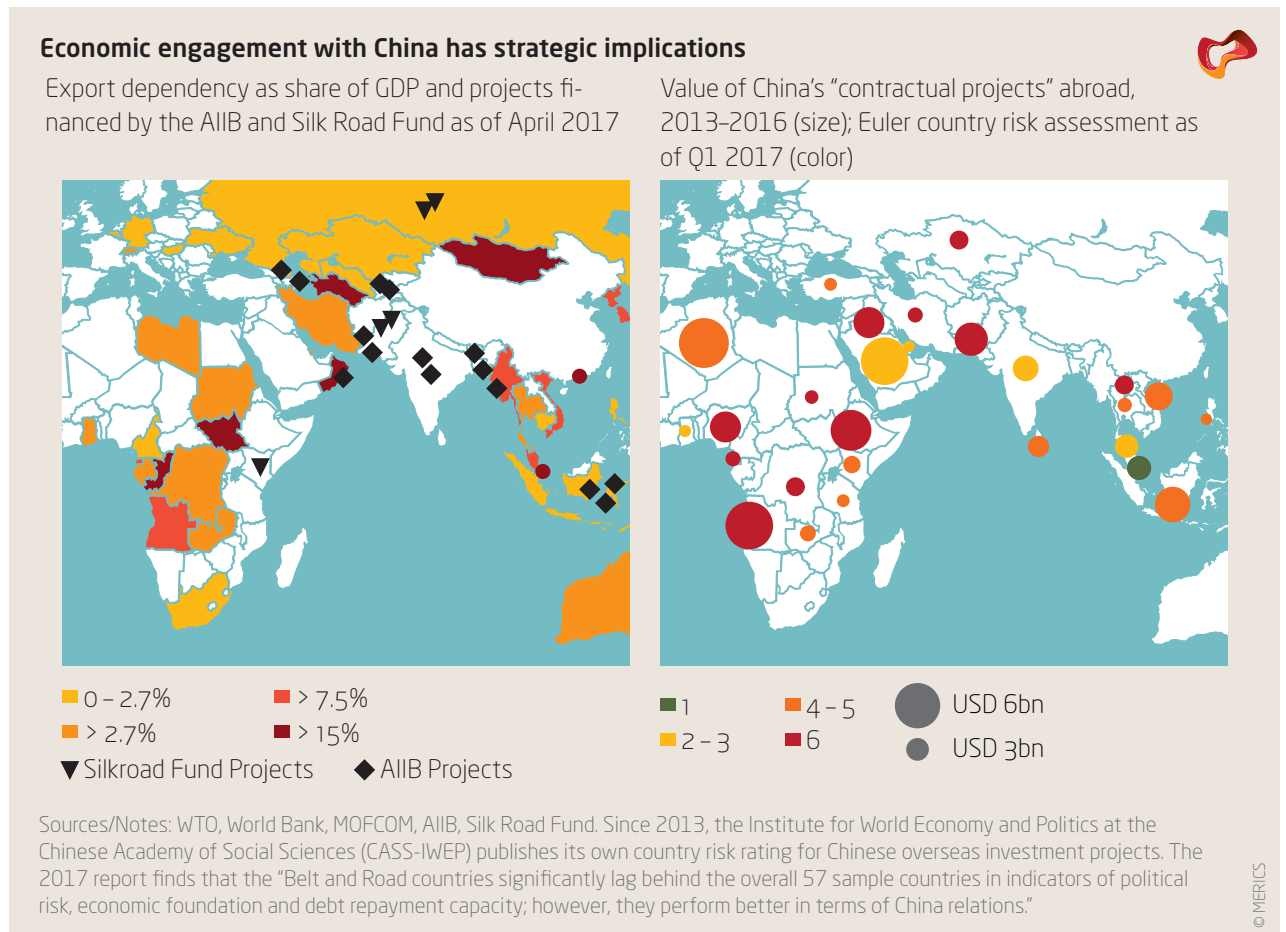 Economic engagement with China has strategic implications
Export dependency as share of GDP and projects fi-
nanced by the AIIB and Silk Road Fund as of April 2017
Value of China's “contractual projects” abroad,
2013–2016 (size); Euler country risk assessment as
of Q1 2017 (color)
0 – 2.7%
> 7.5%
> 2.7%
> 15%
Silkroad Fund Projects
AIIB Projects
1
4 – 5
2 – 3
6
USD 6bn
USD 3bn
Sources/Notes: WTO, World Bank, MOFCOM, AIIB, Silk Road Fund. Since 2013, the Institute for World Economy and Politics at the
Chinese Academy of Social Sciences (CASS-IWEP) publishes its own country risk rating for Chinese overseas investment projects. The
2017 report finds that the “Belt and Road countries significantly lag behind the overall 57 sample countries in indicators of political
risk, economic foundation and debt repayment capacity; however, they perform better in terms of China relations.”
© MERICS